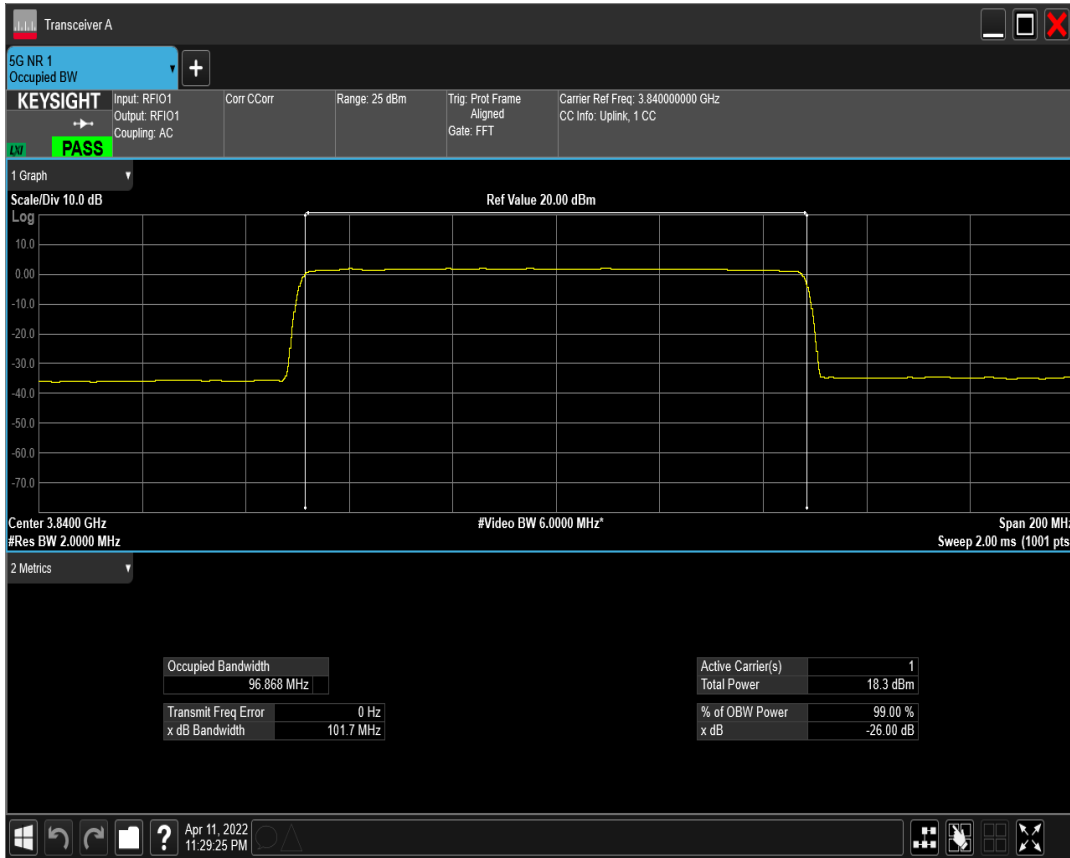 Transceiver A
5G NR 1
Occupied BW
KEYSIGHT
LXI
PASS
Input: RFIO1
Output: RFIO1
Coupling: AC
Corr CCorr
Range: 25 dBm
Trig: Prot Frame
Aligned
Gate: FFT
Carrier Ref Freq: 3.840000000 GHz
CC Info: Uplink, 1 CC
1 Graph
Scale/Div 10.0 dB
Ref Value 20.00 dBm
Log
10.0
0.00
-10.0
-20.0
-30.0
-40.0
-50.0
-60.0
-70.0
Center 3.8400 GHz
#Video BW 6.0000 MHz*
Span 200 MHz
#Res BW 2.0000 MHz
Sweep 2.00 ms (1001 pts
2 Metrics
Occupied Bandwidth
96.868 MHz
Transmit Freq Error 0 Hz
x dB Bandwidth 101.7 MHz
Active Carrier(s) 1
Total Power 18.3 dBm
% of OBW Power 99.00 %
x dB -26.00 dB
?
Apr 11, 2022
11:29:25 PM